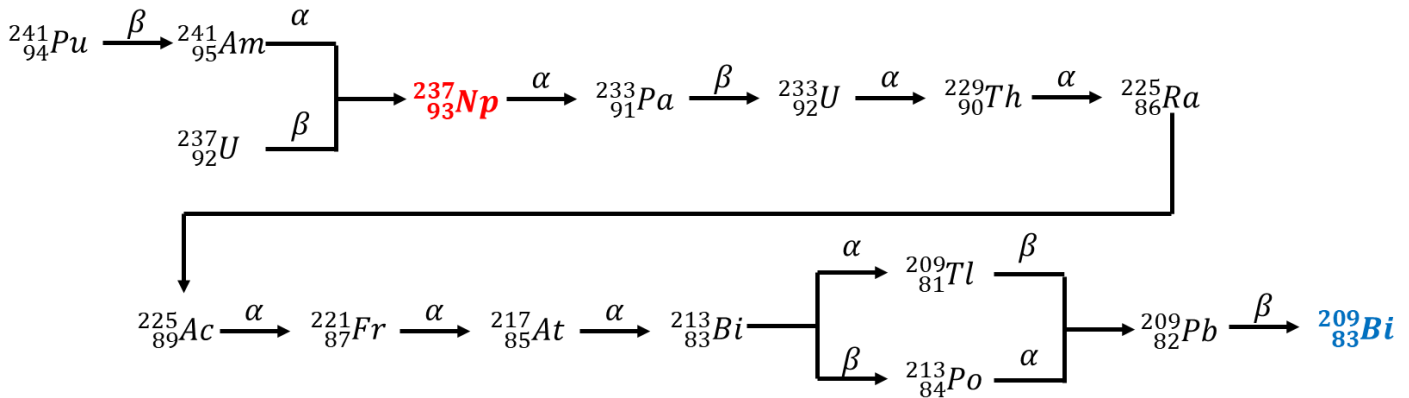 ²⁴¹₉₄Pu β ²⁴¹₉₅Am α
²³⁷₉₂U β
²³⁷₉₃Np α ²³³₉₁Pa β ²³³₉₂U α ²²⁹₉₀Th α ²²⁵₈₆Ra
²²⁵₈₉Ac α ²²¹₈₇Fr α ²¹⁷₈₅At α ²¹³₈₃Bi
α ²⁰⁹₈₁Tl β
β ²¹³₈₄Po α
²⁰⁹₈₂Pb β ²⁰⁹₈₃Bi